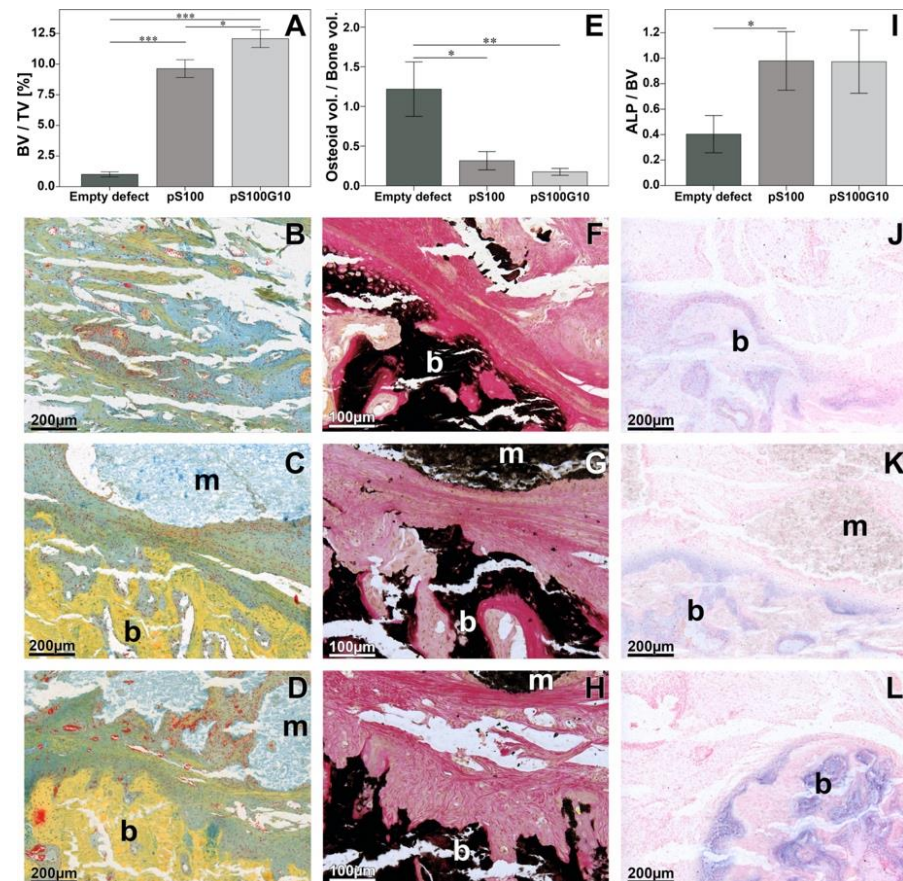 A
BV / TV [%]
12.5
10.0
7.5
5.0
2.5
0.0
***
***
*
Empty defect pS100 pS100G10
E
Osteoid vol. / Bone vol.
2.0
1.5
1.0
0.5
0.0
**
*
Empty defect pS100 pS100G10
I
ALP / BV
1.2
1.0
0.8
0.6
0.4
0.2
0.0
*
Empty defect pS100 pS100G10
B
200µm
F
b
100µm
J
b
200µm
C
m
b
200µm
G
m
b
100µm
K
m
b
200µm
D
m
b
200µm
H
m
b
100µm
L
b
200µm